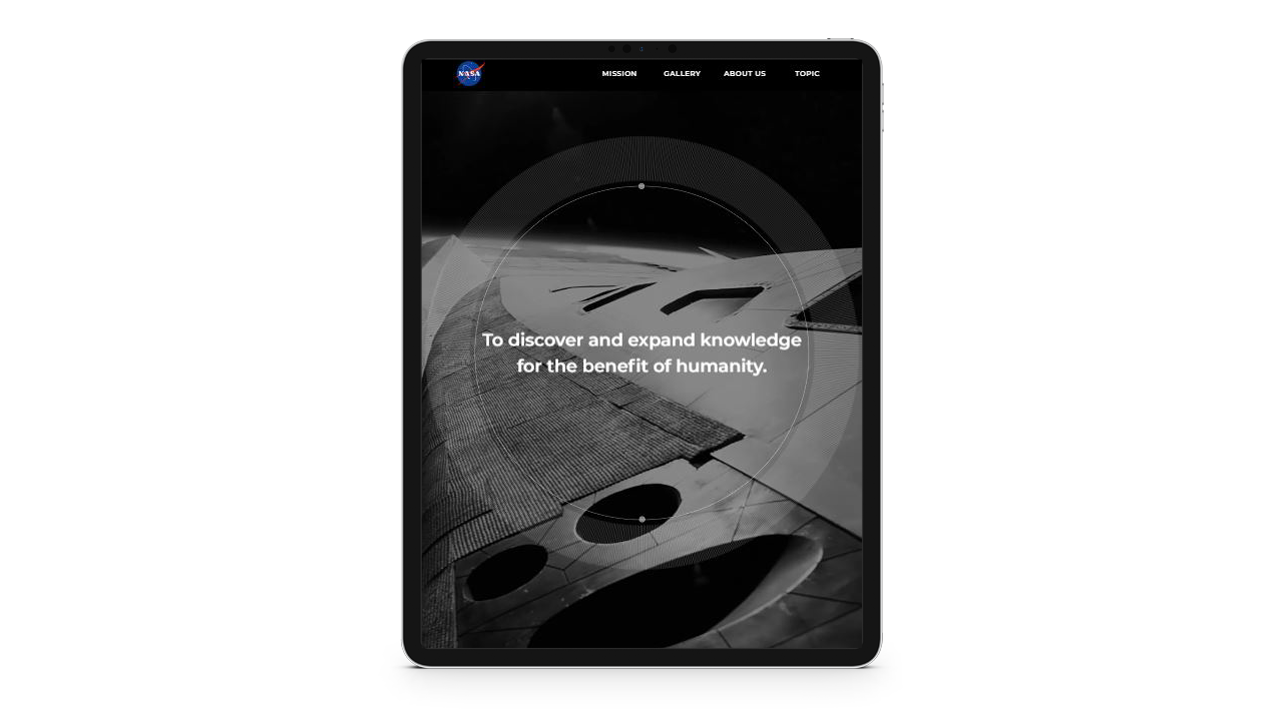 NASA
MISSION GALLERY ABOUT US TOPIC
To discover and expand knowledge
for the benefit of humanity.